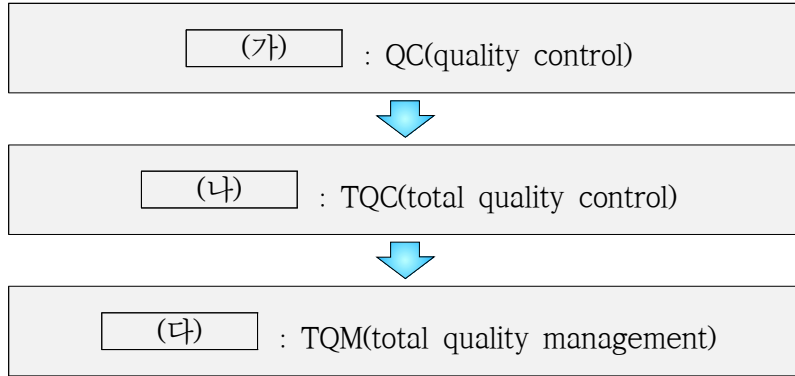 (가) : QC(quality control)
(나) : TQC(total quality control)
(다) : TQM(total quality management)